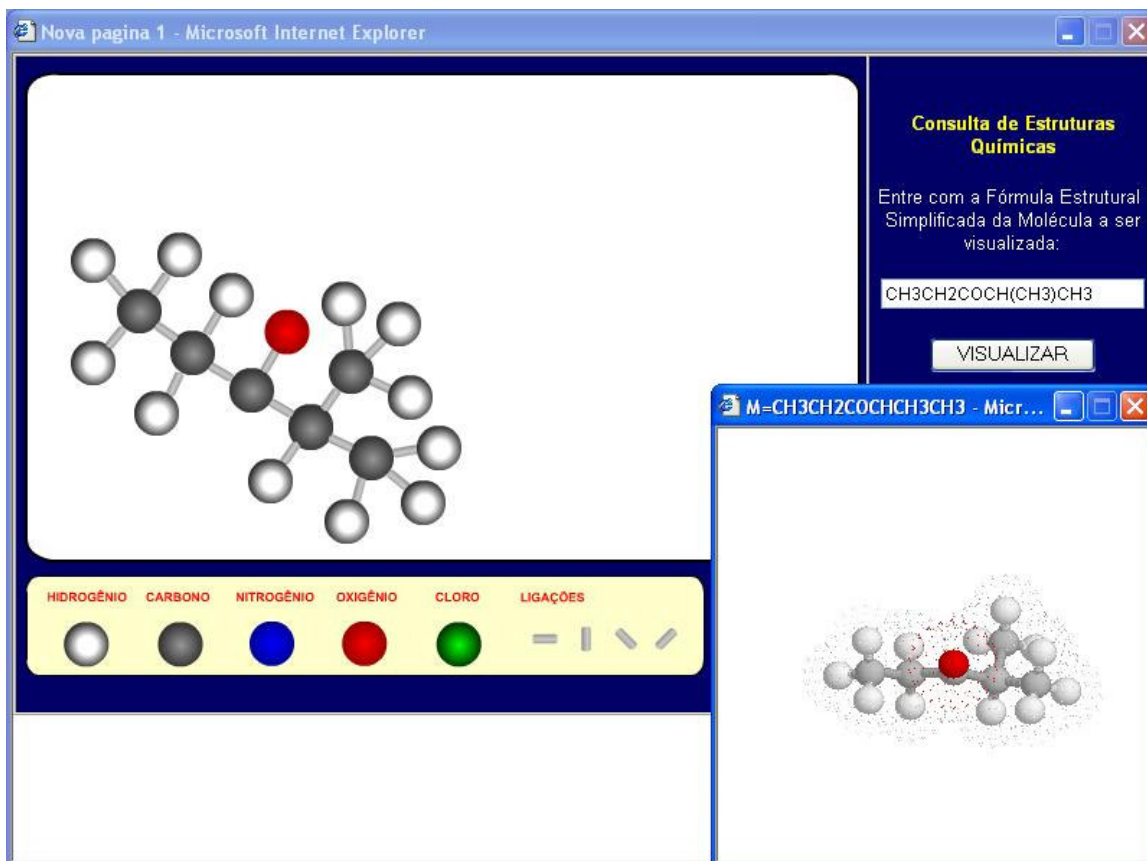 Nova pagina 1 - Microsoft Internet Explorer
Consulta de Estruturas
Químicas
Entre com a Fórmula Estrutural
Simplificada da Molécula a ser
visualizada:
CH3CH2COCH(CH3)CH3
VISUALIZAR
M=CH3CH2COCHCH3CH3 - Micr...
HIDROGÊNIO CARBONO NITROGÊNIO OXIGÊNIO CLORO LIGAÇÕES